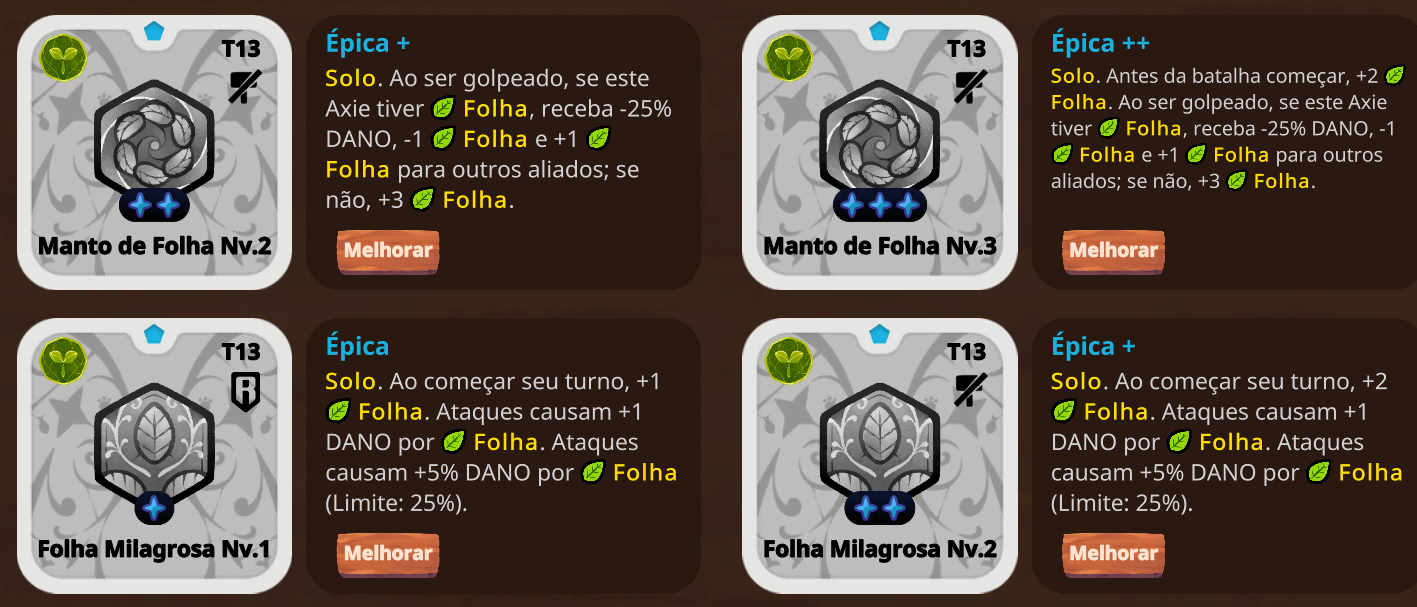 T13
Manto de Folha Nv.2
Épica +
Solo. Ao ser golpeado, se este
Axie tiver Folha, receba -25%
DANO, -1 Folha e +1
Folha para outros aliados; se
não, +3 Folha.
Melhorar
T13
Manto de Folha Nv.3
Épica ++
Solo. Antes da batalha começar, +2
Folha. Ao ser golpeado, se este Axie
tiver Folha, receba -25% DANO, -1
Folha e +1 Folha para outros
aliados; se não, +3 Folha.
Melhorar
T13
R
Folha Milagrosa Nv.1
Épica
Solo. Ao começar seu turno, +1
Folha. Ataques causam +1
DANO por Folha. Ataques
causam +5% DANO por Folha
(Limite: 25%).
Melhorar
T13
Folha Milagrosa Nv.2
Épica +
Solo. Ao começar seu turno, +2
Folha. Ataques causam +1
DANO por Folha. Ataques
causam +5% DANO por Folha
(Limite: 25%).
Melhorar